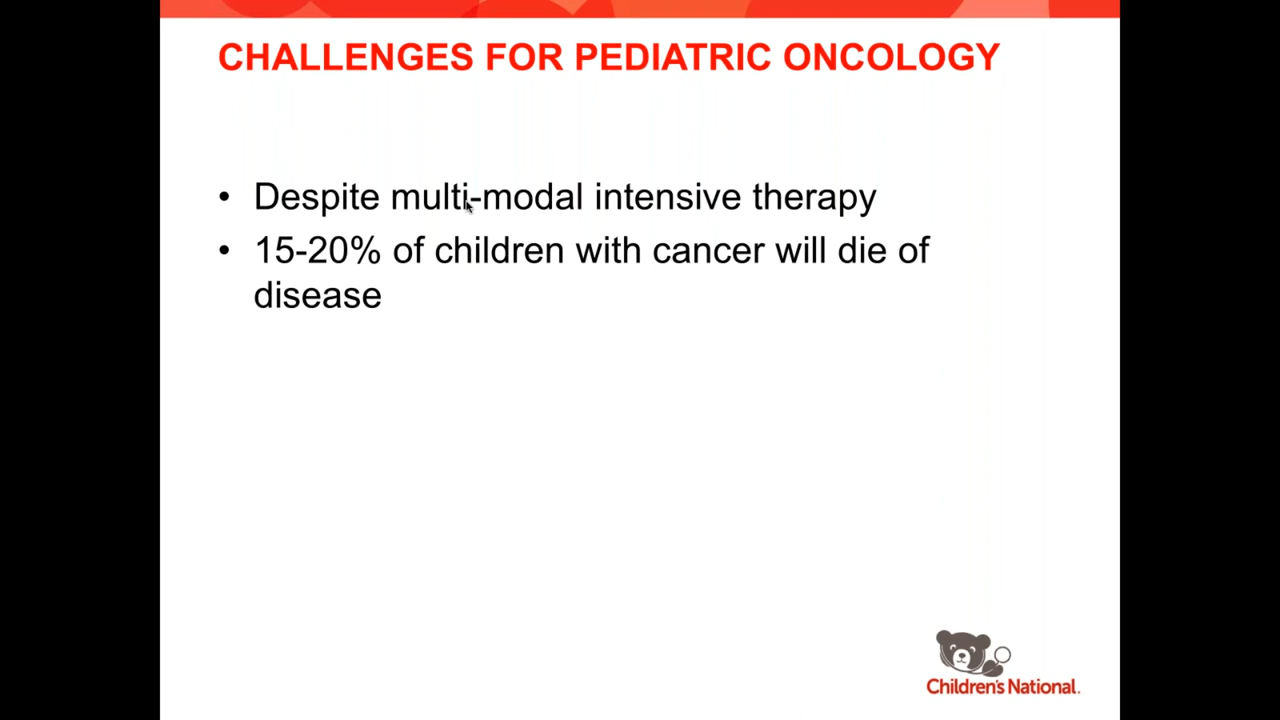 CHALLENGES FOR PEDIATRIC ONCOLOGY
• Despite multi-modal intensive therapy
• 15-20% of children with cancer will die of
disease
Children's National.